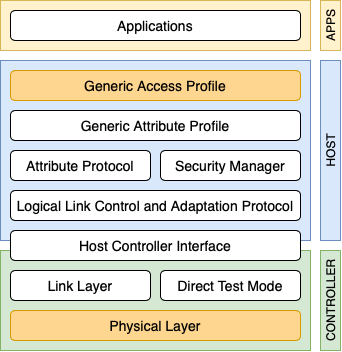 Applications
APPS
Generic Access Profile
Generic Attribute Profile
Attribute Protocol
Security Manager
Logical Link Control and Adaptation Protocol
HOST
Host Controller Interface
Link Layer
Direct Test Mode
Physical Layer
CONTROLLER